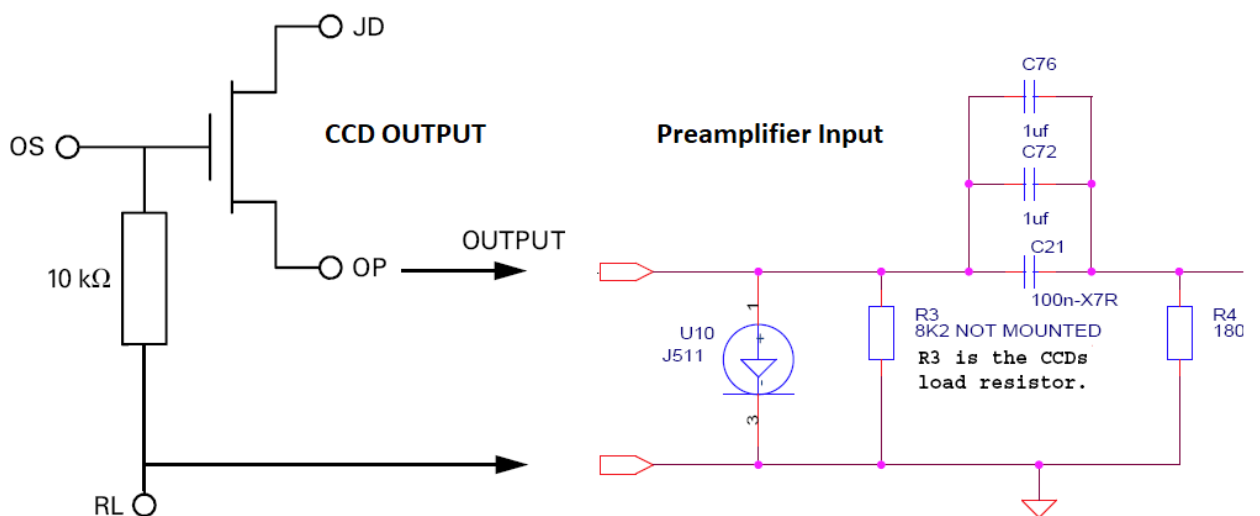 JD
OS
CCD OUTPUT
10 kΩ
OP
OUTPUT
RL
Preamplifier Input
C76
1uf
C72
1uf
C21
100n-X7R
1
U10
J511
+
-
3
R3
8K2 NOT MOUNTED
R3 is the CCDs
load resistor.
R4
180